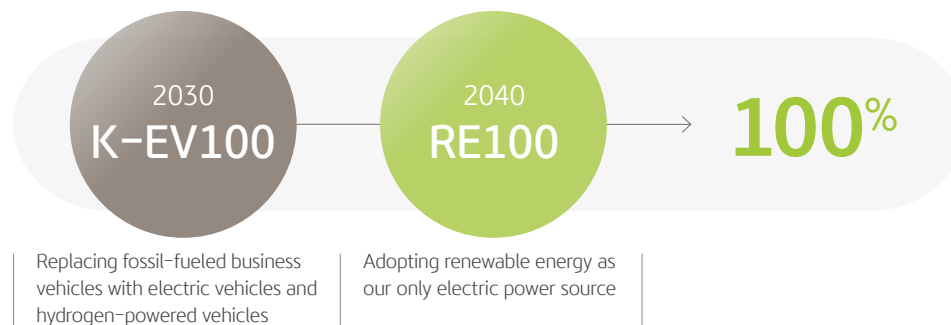 2030
K-EV100
2040
RE100
100%
Replacing fossil-fueled business
vehicles with electric vehicles and
hydrogen-powered vehicles
Adopting renewable energy as
our only electric power source